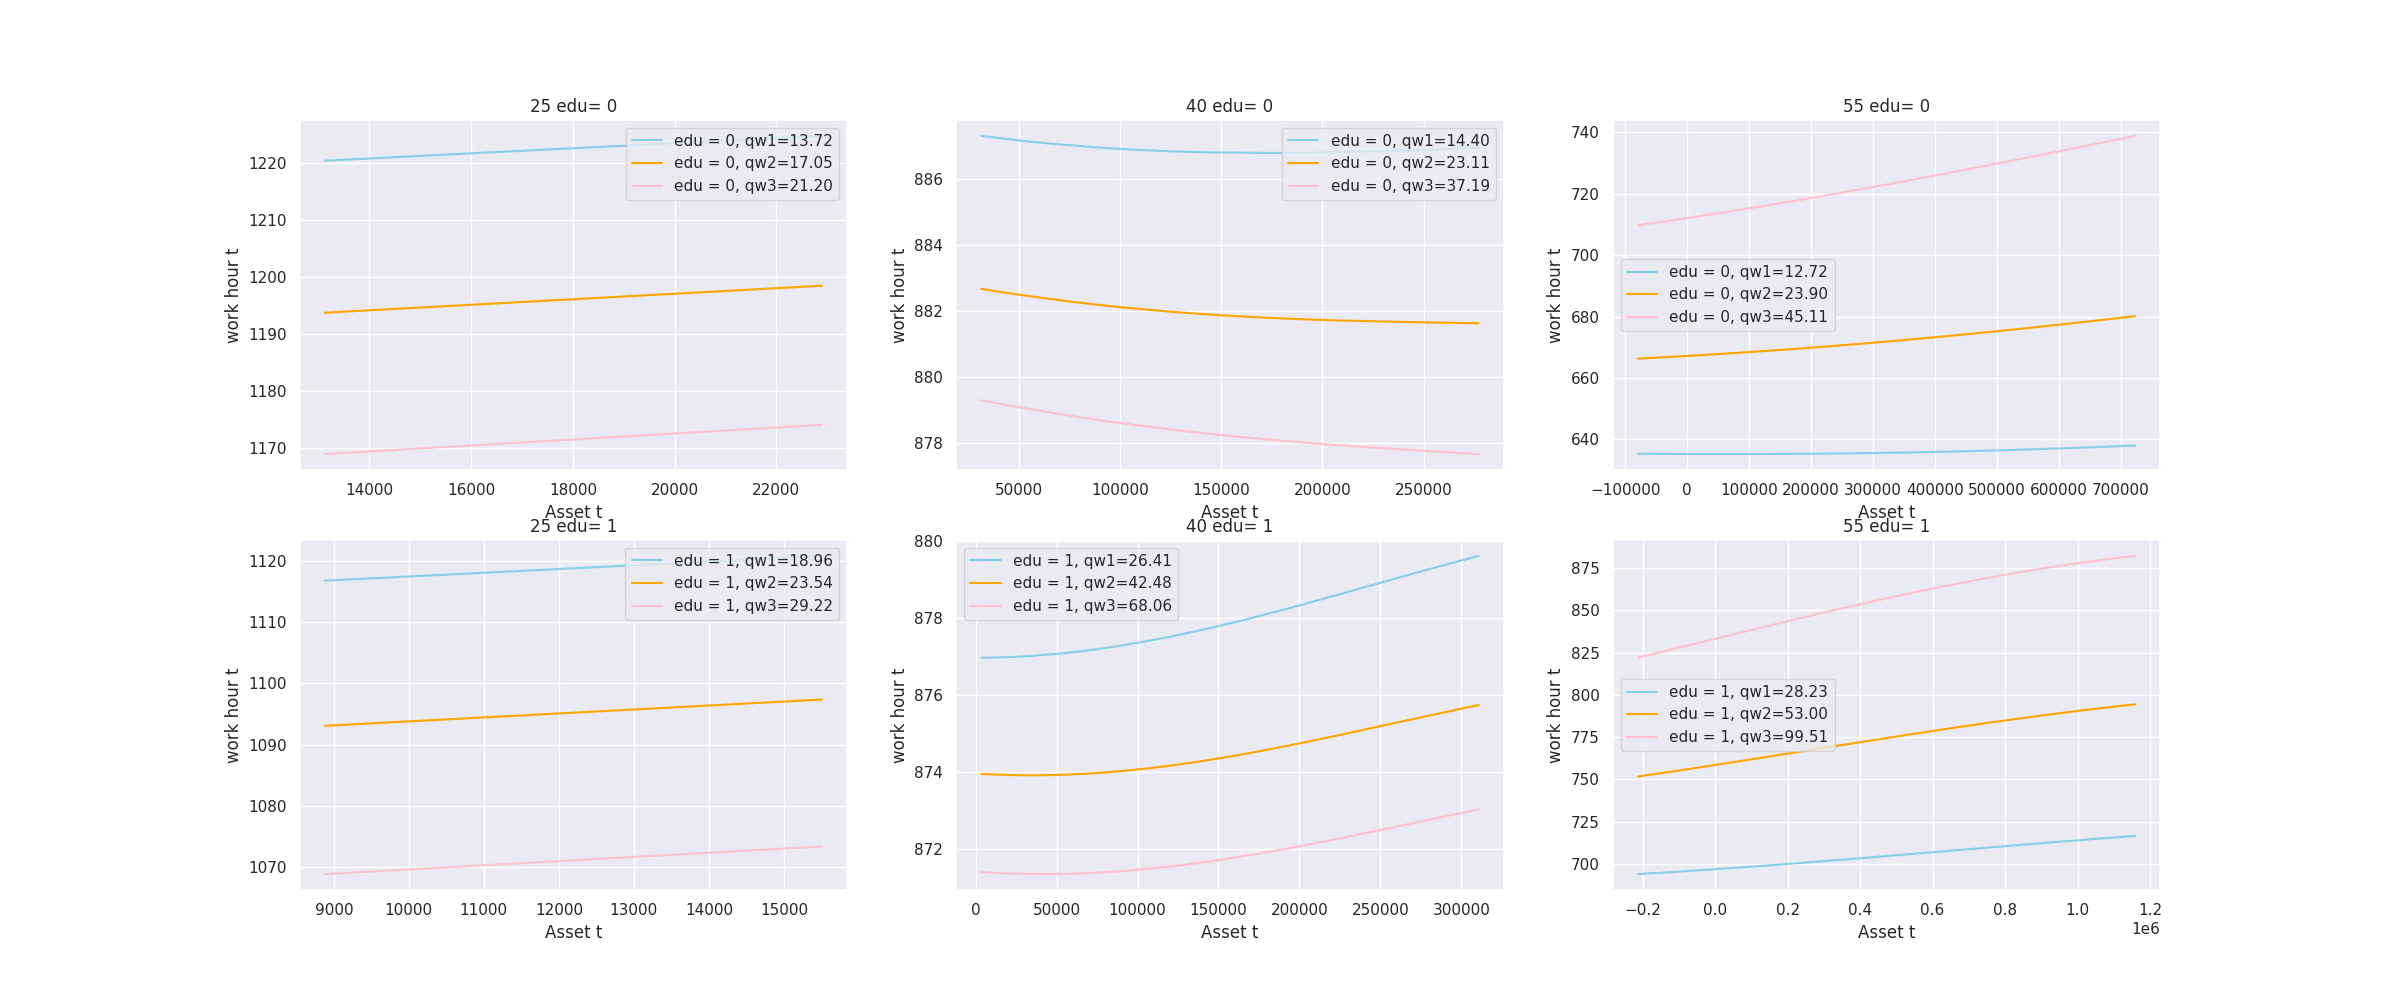 25 edu= 0
edu = 0, qw1=13.72
edu = 0, qw2=17.05
edu = 0, qw3=21.20
work hour t
1220
1210
1200
1190
1180
1170
14000 16000 18000 20000 22000
Asset t
40 edu= 0
edu = 0, qw1=14.40
edu = 0, qw2=23.11
edu = 0, qw3=37.19
work hour t
886
884
882
880
878
50000 100000 150000 200000 250000
Asset t
55 edu= 0
edu = 0, qw1=12.72
edu = 0, qw2=23.90
edu = 0, qw3=45.11
work hour t
740
720
700
680
660
640
−100000 0 100000 200000 300000 400000 500000 600000 700000
Asset t
25 edu= 1
edu = 1, qw1=18.96
edu = 1, qw2=23.54
edu = 1, qw3=29.22
work hour t
1120
1110
1100
1090
1080
1070
9000 10000 11000 12000 13000 14000 15000
Asset t
40 edu= 1
edu = 1, qw1=26.41
edu = 1, qw2=42.48
edu = 1, qw3=68.06
work hour t
880
878
876
874
872
0 50000 100000 150000 200000 250000 300000
Asset t
55 edu= 1
edu = 1, qw1=28.23
edu = 1, qw2=53.00
edu = 1, qw3=99.51
work hour t
875
850
825
800
775
750
725
700
−0.2 0.0 0.2 0.4 0.6 0.8 1.0 1.2
1e6
Asset t